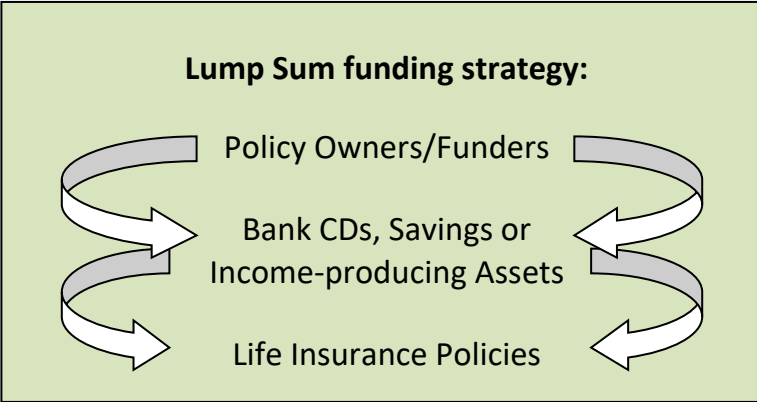 Lump Sum funding strategy:
Policy Owners/Funders
Bank CDs, Savings or
Income-producing Assets
Life Insurance Policies